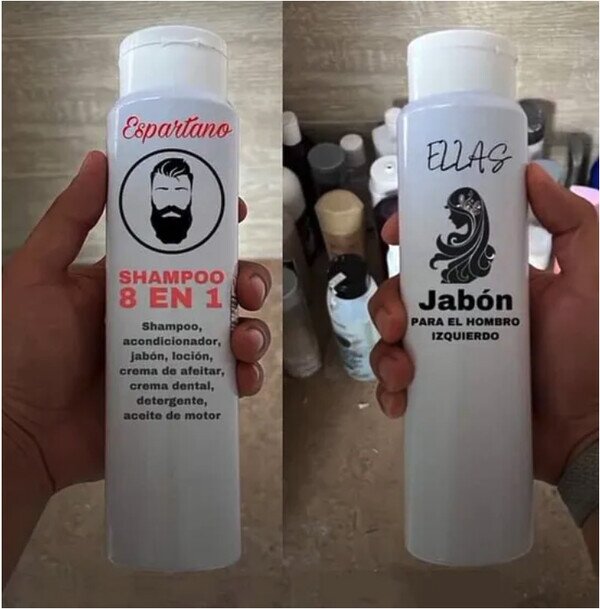 Espartano
SHAMPOO
8 EN 1
Shampoo,
acondicionador,
jabón, loción,
crema de afeitar,
crema dental,
detergente,
aceite de motor
ELLAS
Jabón
PARA EL HOMBRO
IZQUIERDO